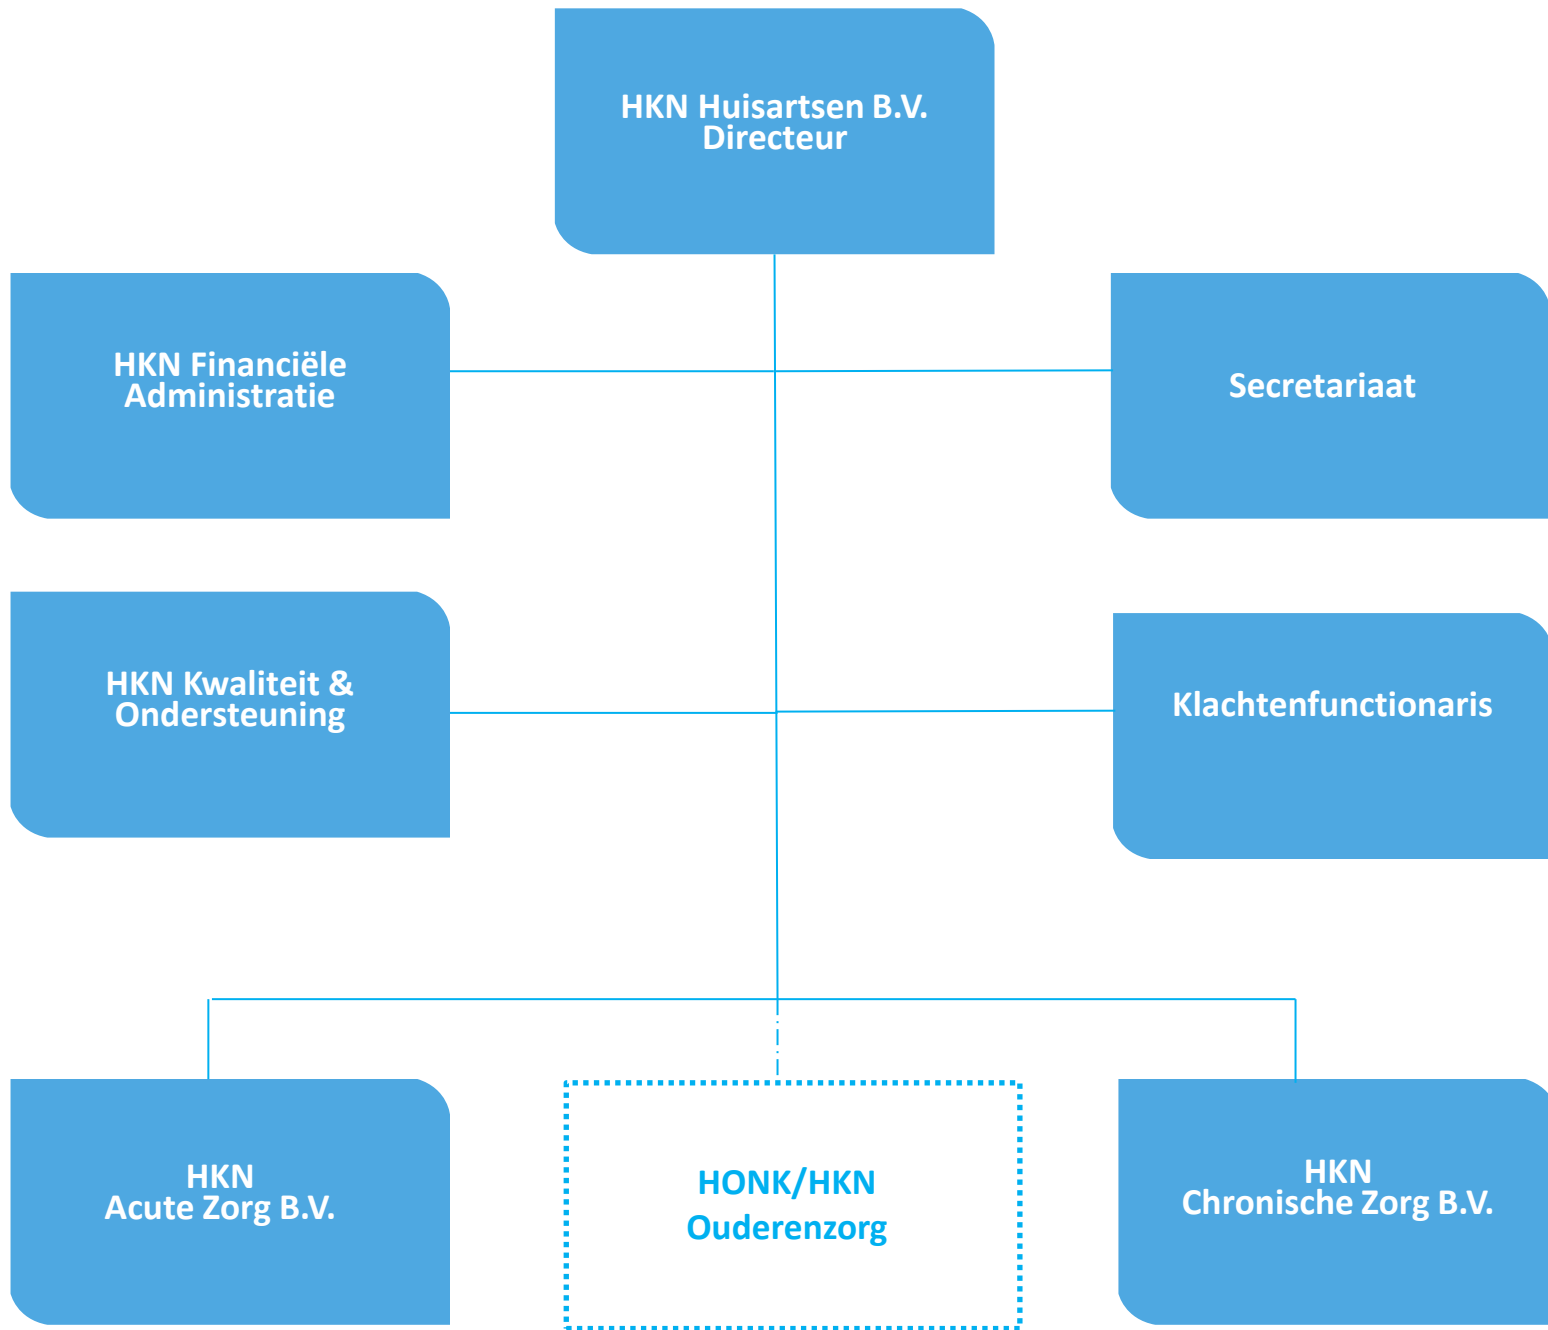 HKN Huisartsen B.V.
Directeur
HKN Financiële
Administratie
Secretariaat
HKN Kwaliteit &
Ondersteuning
Klachtenfunctionaris
HKN
Acute Zorg B.V.
HONK/HKN
Ouderenzorg
HKN
Chronische Zorg B.V.